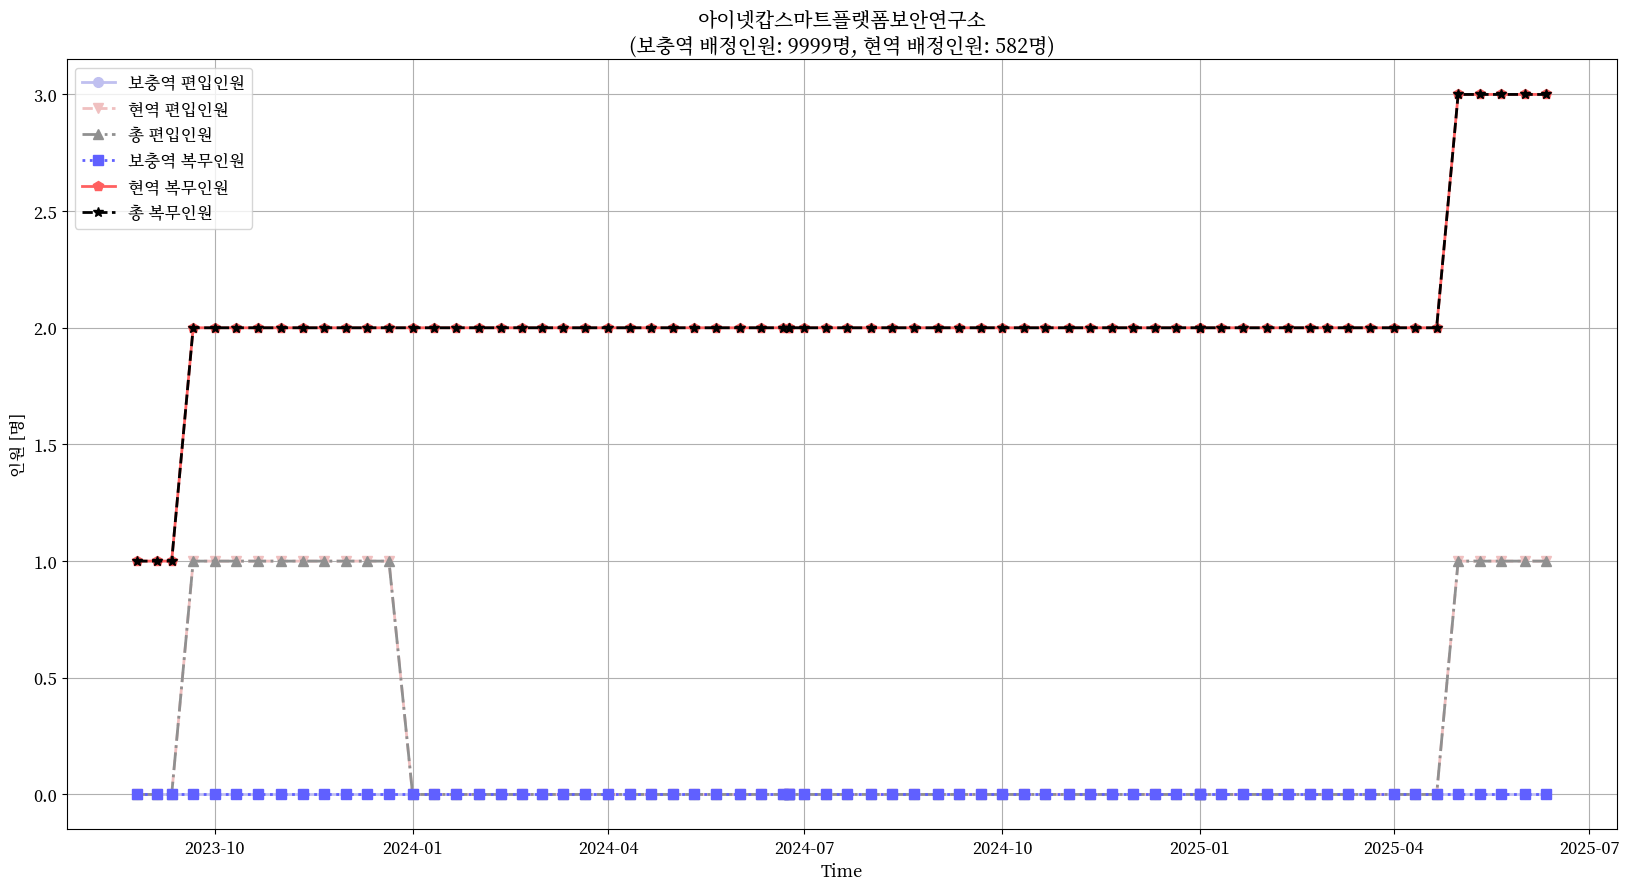 아이넷캅스마트플랫폼보안연구소
(보충역 배정인원: 9999명, 현역 배정인원: 582명)
보충역 편입인원
현역 편입인원
총 편입인원
보충역 복무인원
현역 복무인원
총 복무인원
3.0
2.5
2.0
1.5
1.0
0.5
0.0
인원 [명]
2023-10
2024-01
2024-04
2024-07
2024-10
2025-01
2025-04
2025-07
Time